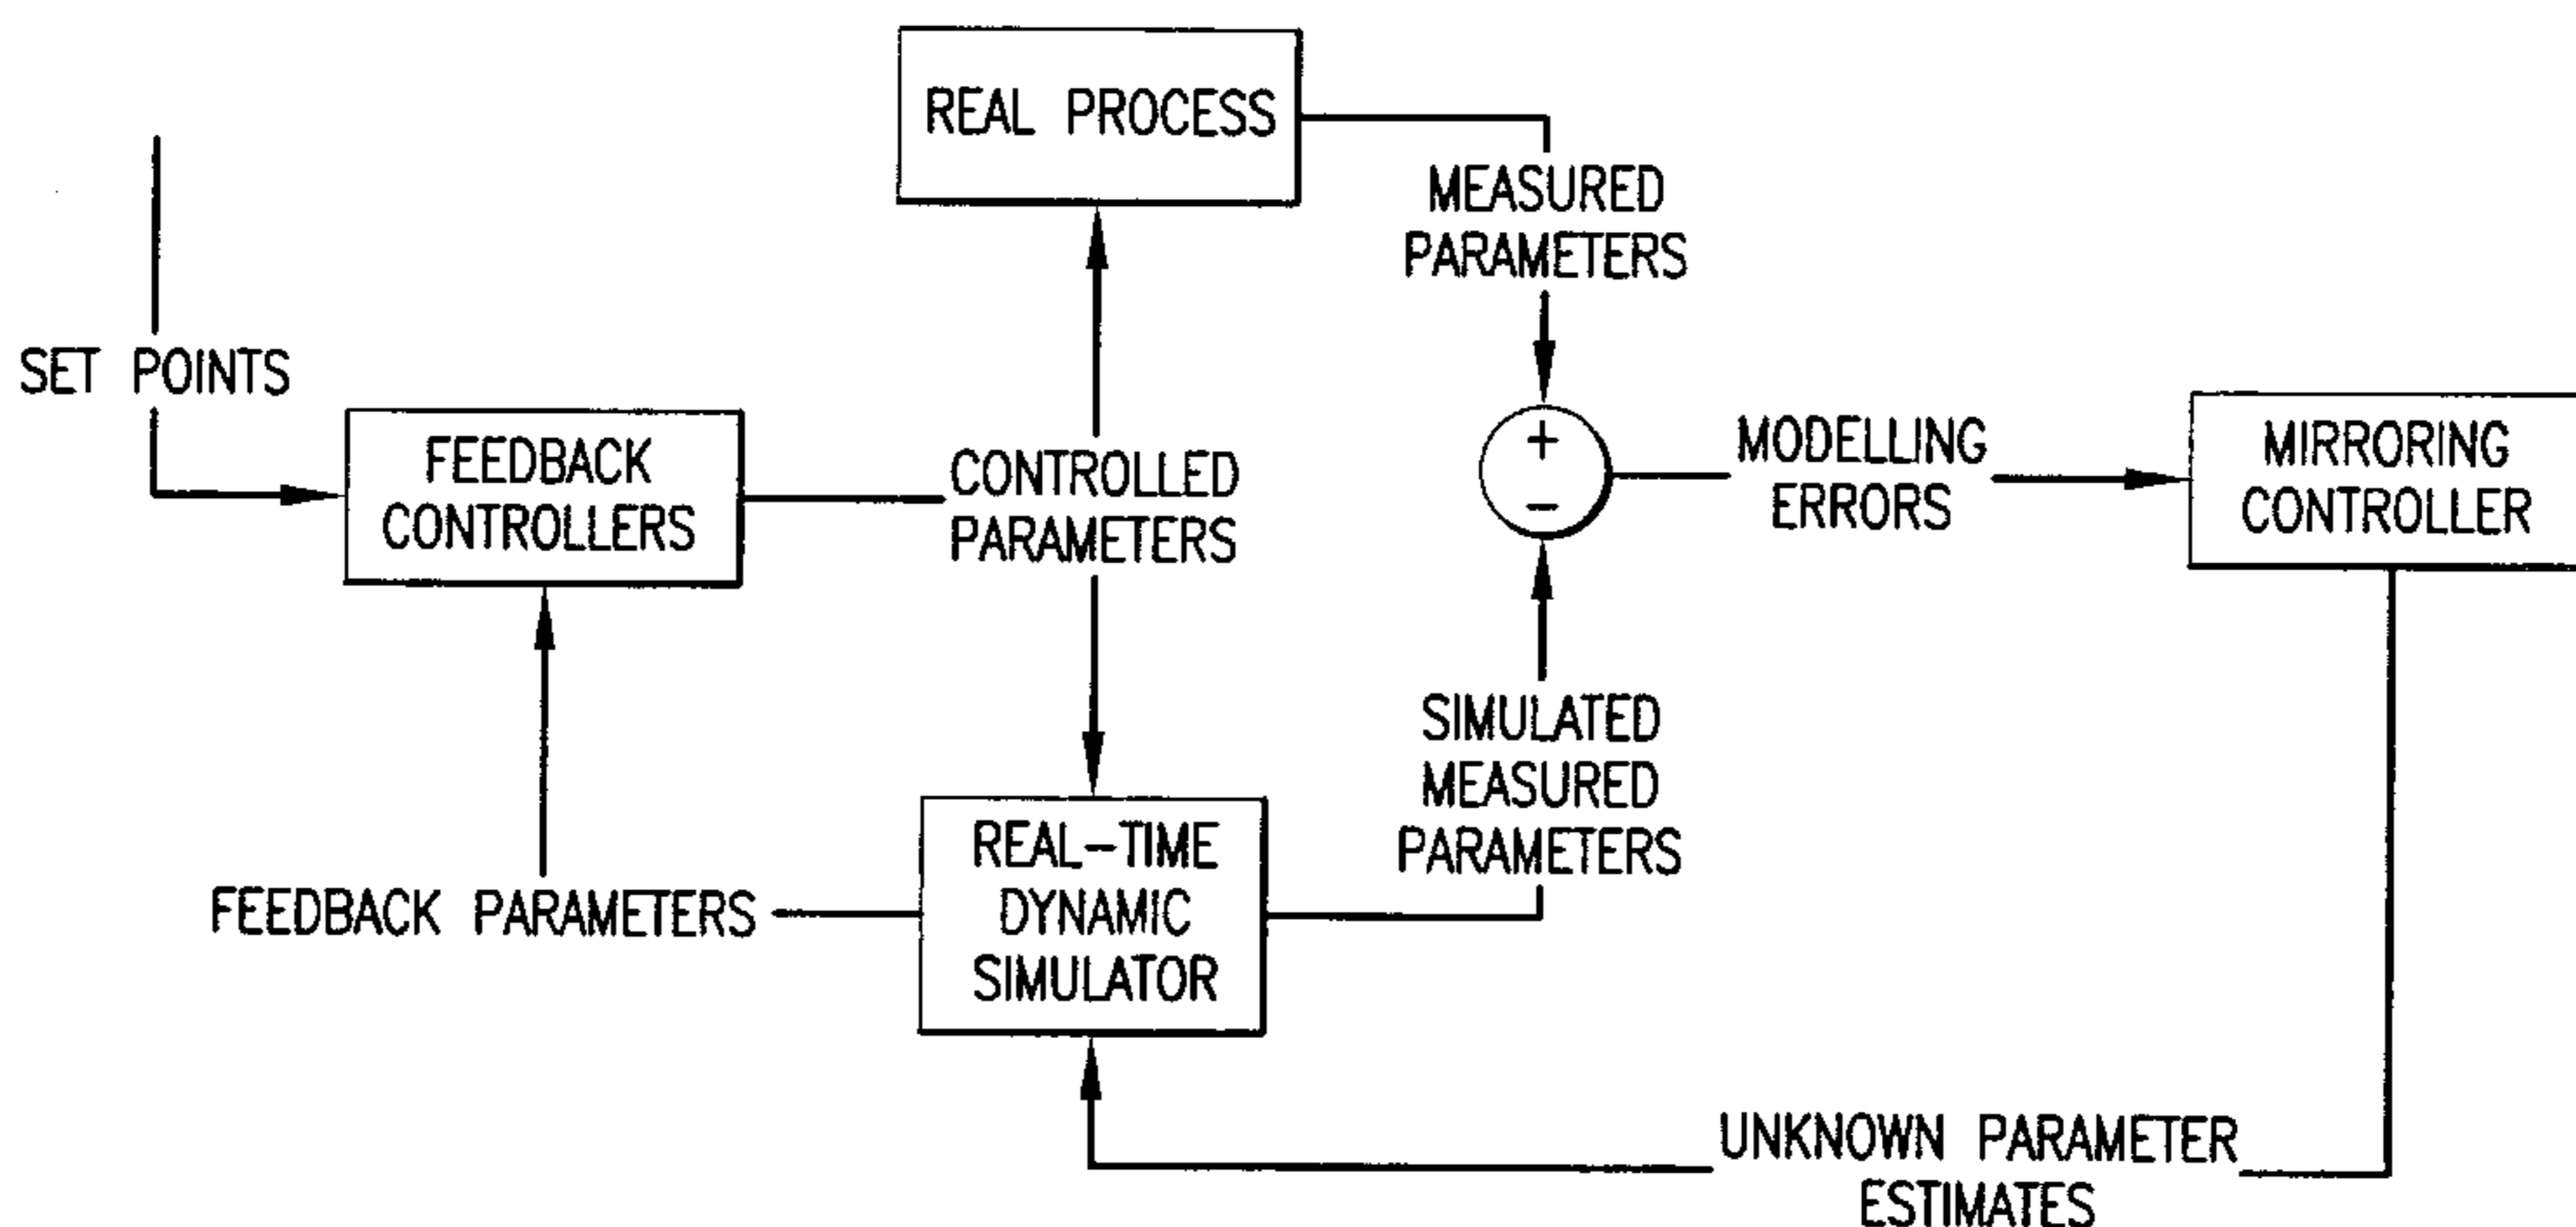 REAL PROCESS
MEASURED
PARAMETERS
SET POINTS
FEEDBACK
CONTROLLERS
CONTROLLED
PARAMETERS
+
−
MODELLING
ERRORS
MIRRORING
CONTROLLER
SIMULATED
MEASURED
PARAMETERS
FEEDBACK PARAMETERS
REAL-TIME
DYNAMIC
SIMULATOR
UNKNOWN PARAMETER
ESTIMATES